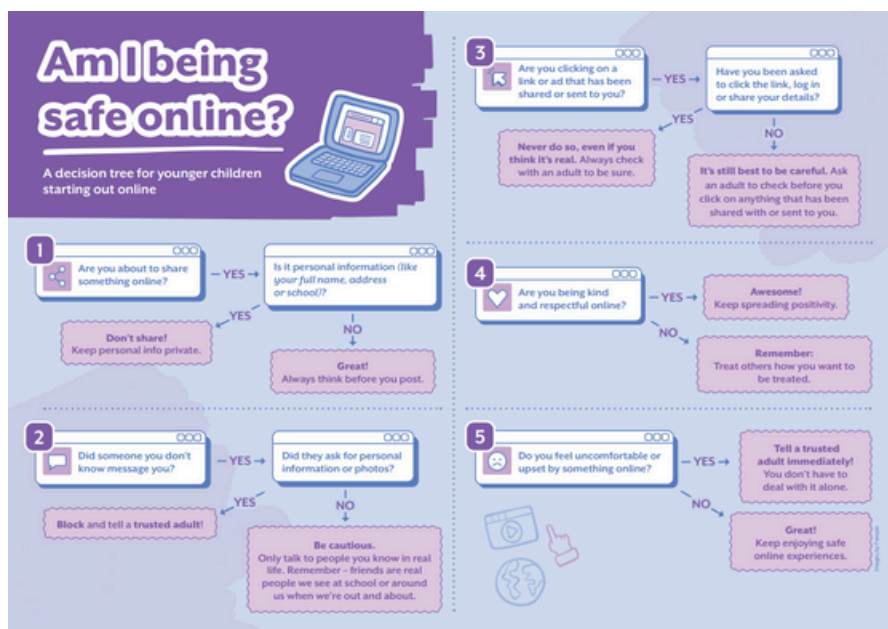 Am I being
safe online?
A decision tree for younger children
starting out online
1
Are you about to share
something online?
YES
Is it personal information (like
your full name, address
or school)?
YES
Don't share!
Keep personal info private.
NO
Great!
Always think before you post.
2
Did someone you don't
know message you?
YES
Did they ask for personal
information or photos?
YES
Block and tell a trusted adult!
NO
Be cautious.
Only talk to people you know in real
life. Remember – friends are real
people we see at school or around
us when we're out and about.
3
Are you clicking on a
link or ad that has been
shared or sent to you?
YES
Have you been asked
to click the link, log in
or share your details?
YES
Never do so, even if you
think it's real. Always check
with an adult to be sure.
NO
It's still best to be careful. Ask
an adult to check before you
click on anything that has been
shared with or sent to you.
4
Are you being kind
and respectful online?
YES
Awesome!
Keep spreading positivity.
NO
Remember:
Treat others how you want to
be treated.
5
Do you feel uncomfortable or
upset by something online?
YES
Tell a trusted
adult immediately!
You don't have to
deal with it alone.
NO
Great!
Keep enjoying safe
online experiences.
Images by Freepik